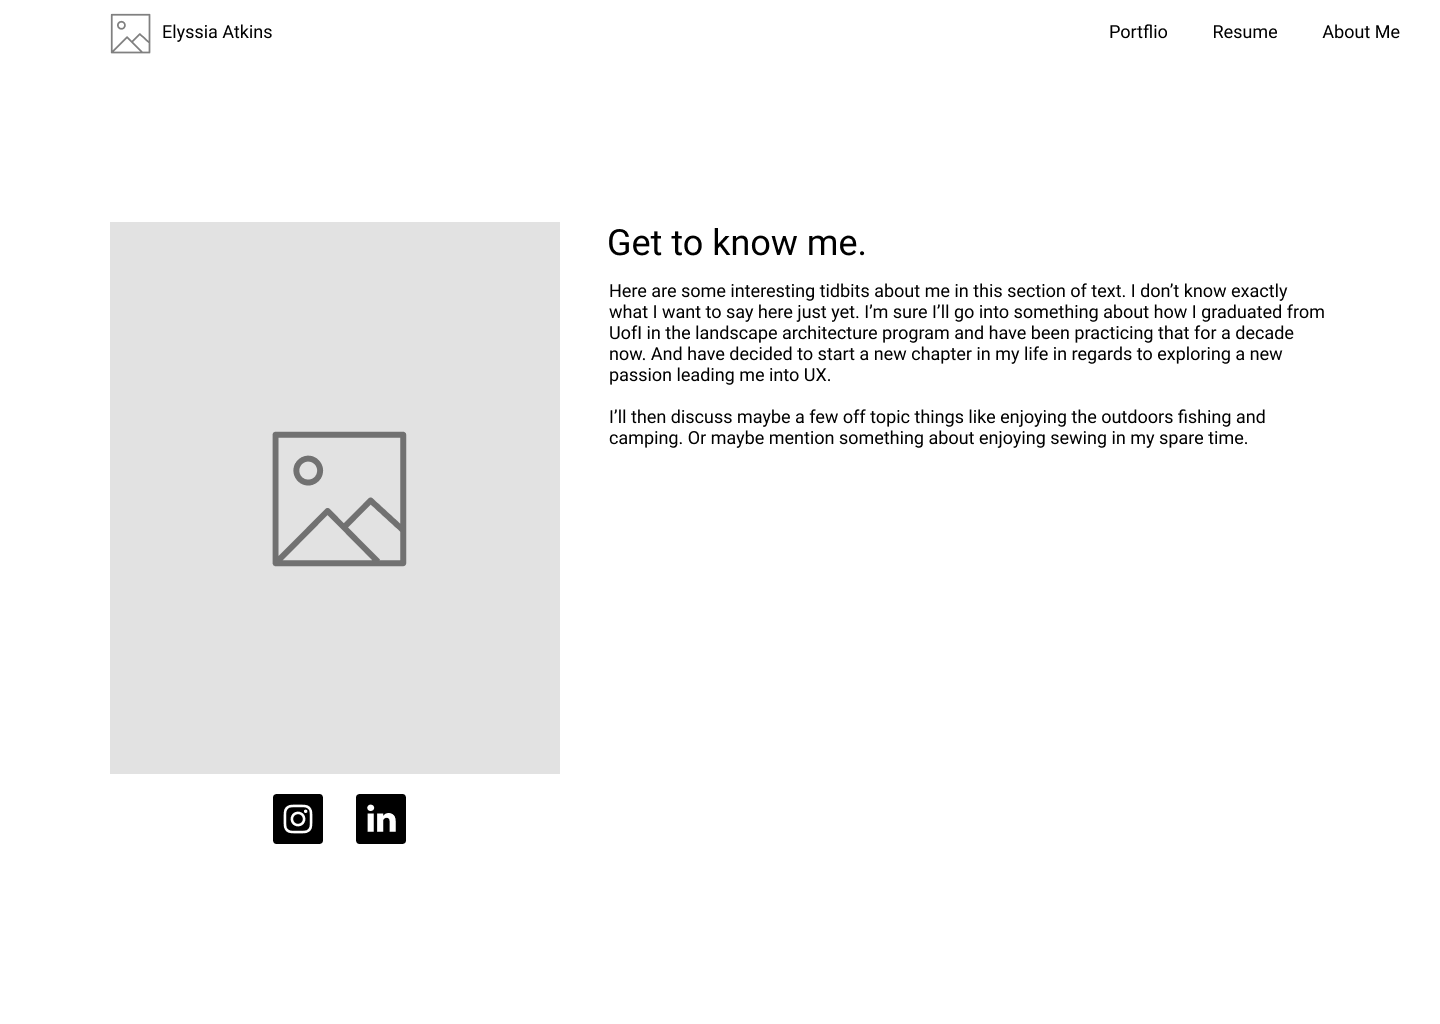 Elyssia Atkins
Portflio
Resume
About Me
Get to know me.
Here are some interesting tidbits about me in this section of text. I don’t know exactly
what I want to say here just yet. I’m sure I’ll go into something about how I graduated from
UofI in the landscape architecture program and have been practicing that for a decade
now. And have decided to start a new chapter in my life in regards to exploring a new
passion leading me into UX.
I’ll then discuss maybe a few off topic things like enjoying the outdoors fishing and
camping. Or maybe mention something about enjoying sewing in my spare time.
in